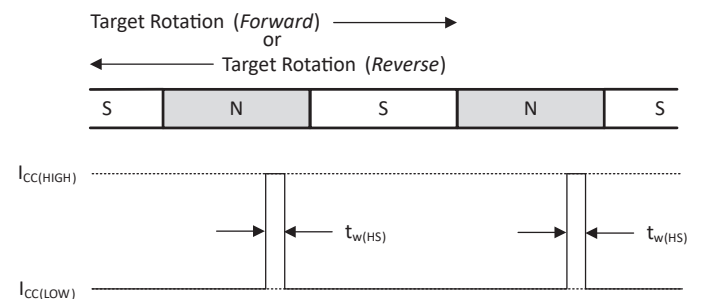 Target Rotation (Forward)
or
Target Rotation (Reverse)
S N S N S
ICC(HIGH)
tw(HS) tw(HS)
ICC(LOW)